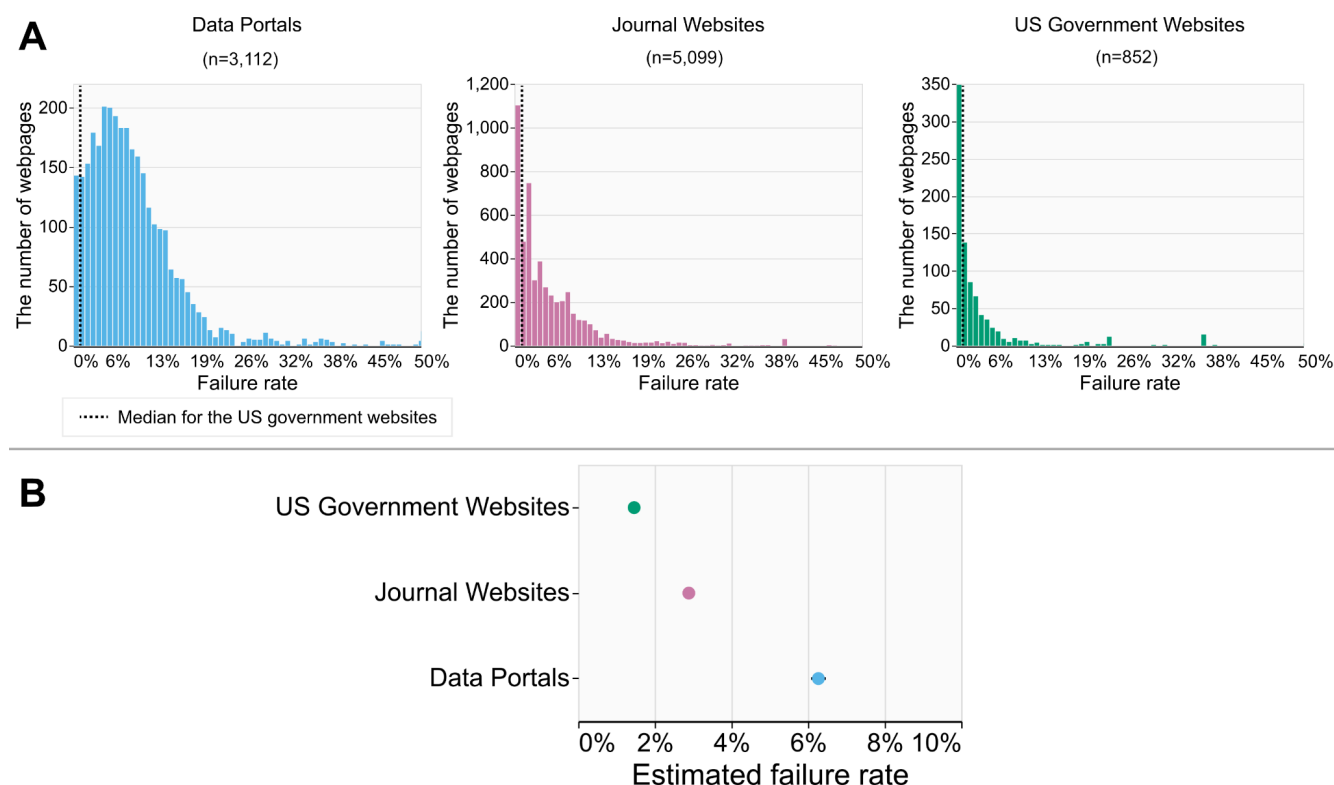 A
Data Portals
(n=3,112)
The number of webpages
200
150
100
50
0
0% 6% 13% 19% 26% 32% 38% 45% 50%
Failure rate
Journal Websites
(n=5,099)
The number of webpages
1,200
1,000
800
600
400
200
0
0% 6% 13% 19% 26% 32% 38% 45% 50%
Failure rate
US Government Websites
(n=852)
The number of webpages
350
300
250
200
150
100
50
0
0% 6% 13% 19% 26% 32% 38% 45% 50%
Failure rate
Median for the US government websites
B
US Government Websites
Journal Websites
Data Portals
0% 2% 4% 6% 8% 10%
Estimated failure rate